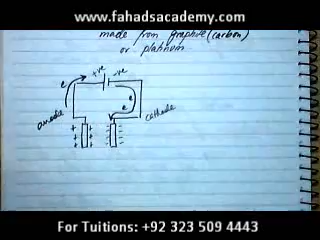 www.fahadsacademy.com
made from graphite (carbon)
or platinum
+ve -ve
e
e
e
anode
cathode
For Tuitions: +92 323 509 4443